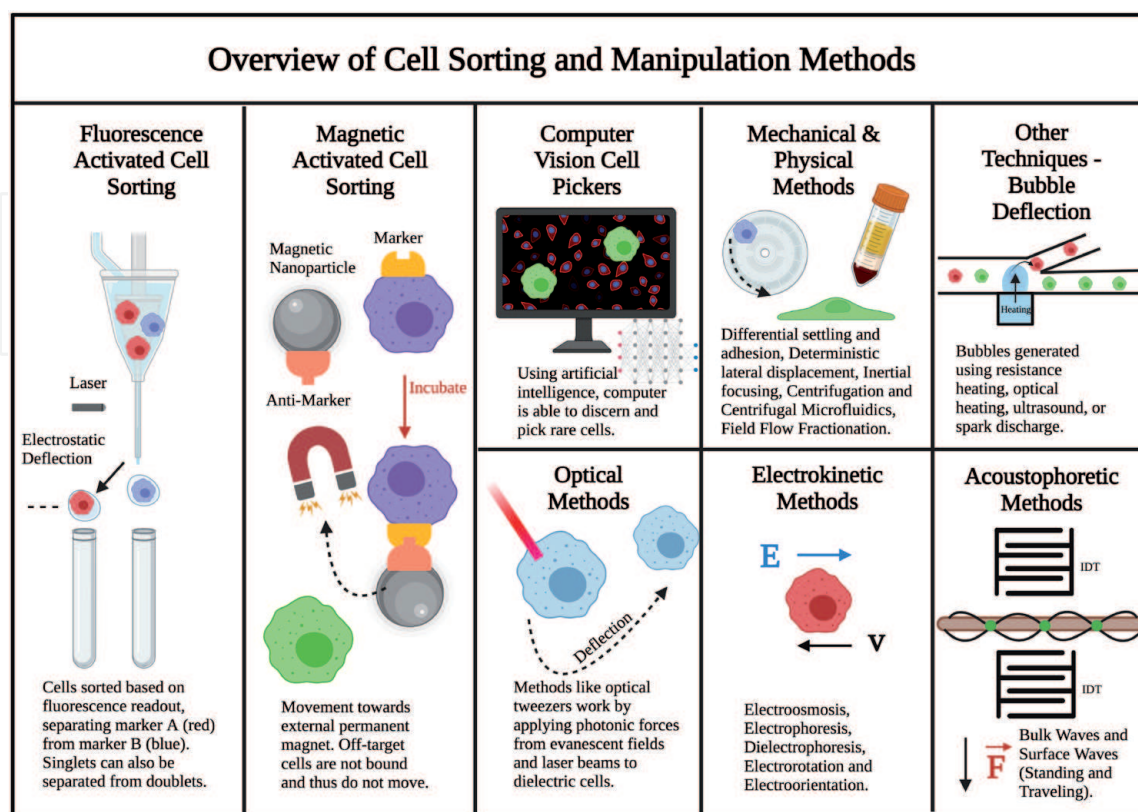 Overview of Cell Sorting and Manipulation Methods
Fluorescence
Activated Cell
Sorting
Laser
Electrostatic
Deflection
Cells sorted based on
fluorescence readout,
separating marker A (red)
from marker B (blue).
Singlets can also be
separated from doublets.
Magnetic
Activated Cell
Sorting
Marker
Magnetic
Nanoparticle
Anti-Marker
Incubate
Movement towards
external permanent
magnet. Off-target
cells are not bound
and thus do not move.
Computer
Vision Cell
Pickers
Using artificial
intelligence, computer
is able to discern and
pick rare cells.
Mechanical &
Physical
Methods
Differential settling and
adhesion, Deterministic
lateral displacement, Inertial
focusing, Centrifugation and
Centrifugal Microfluidics,
Field Flow Fractionation.
Other
Techniques -
Bubble
Deflection
Heating
Bubbles generated
using resistance
heating, optical
heating, ultrasound, or
spark discharge.
Optical
Methods
Deflection
Methods like optical
tweezers work by
applying photonic forces
from evanescent fields
and laser beams to
dielectric cells.
Electrokinetic
Methods
E
v
Electroosmosis,
Electrophoresis,
Dielectrophoresis,
Electrorotation and
Electroorientation.
Acoustophoretic
Methods
IDT
IDT
F
Bulk Waves and
Surface Waves
(Standing and
Traveling).